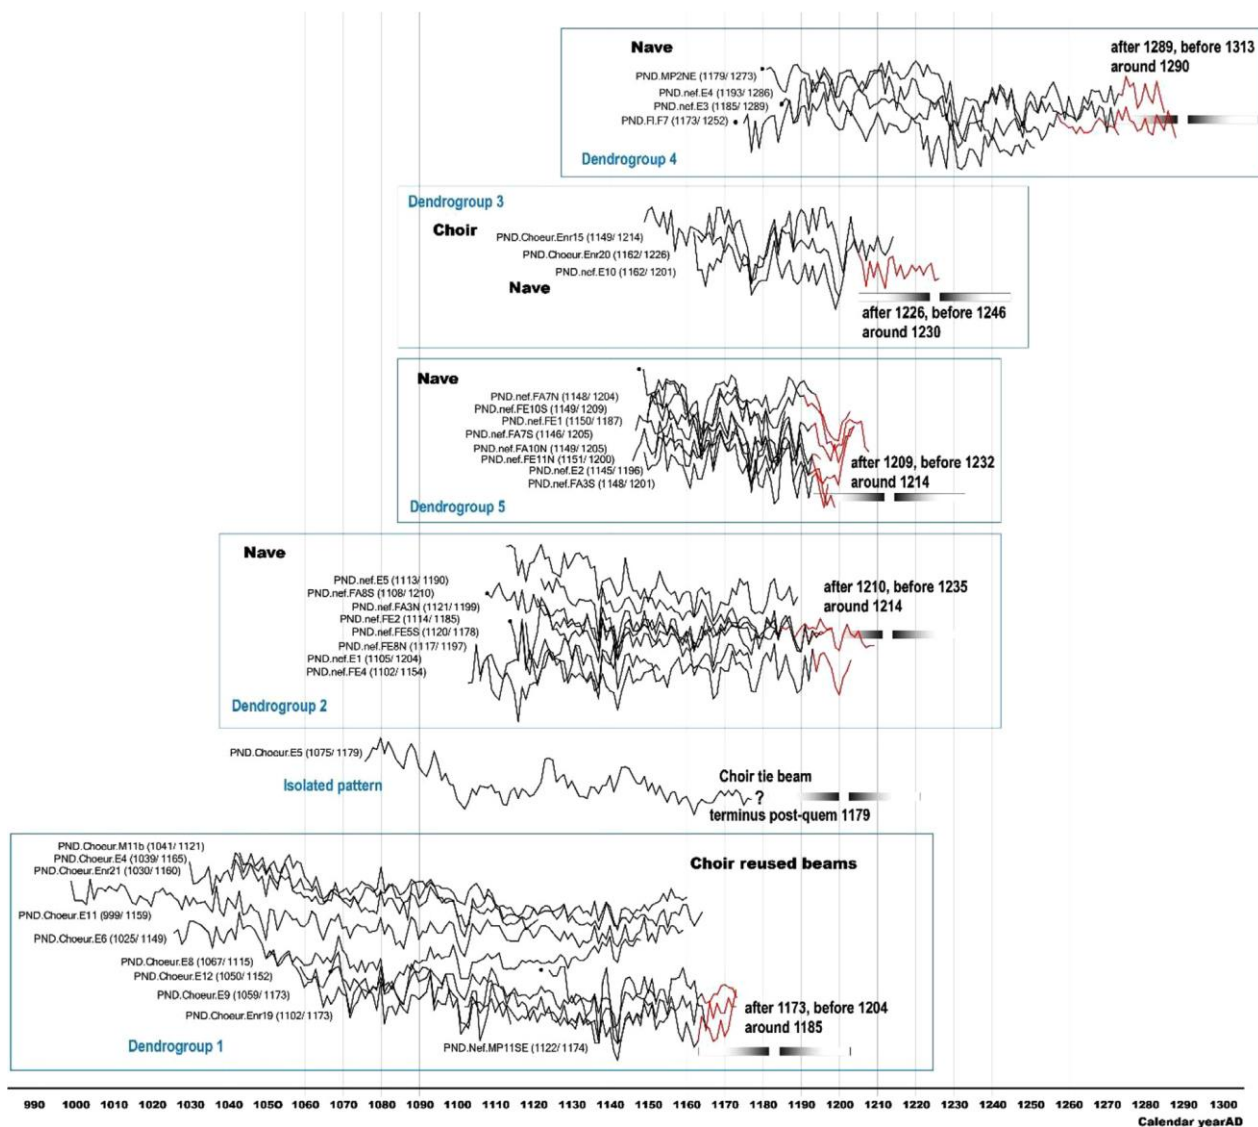 Nave
after 1289, before 1313
around 1290
PND.MP2NE (1179/ 1273)
PND.nef.E4 (1193/ 1286)
PND.nef.E3 (1185/ 1289)
PND.FI.F7 (1173/ 1252)
Dendrogroup 4
Dendrogroup 3
Choir
PND.Choeur.Enr15 (1149/ 1214)
PND.Choeur.Enr20 (1162/ 1226)
PND.nef.E10 (1162/ 1201)
Nave
after 1226, before 1246
around 1230
Nave
PND.nef.FA7N (1148/ 1204)
PND.nef.FE10S (1149/ 1209)
PND.nef.FE1 (1150/ 1187)
PND.nef.FA7S (1146/ 1205)
PND.nef.FA10N (1149/ 1205)
PND.nef.FE11N (1151/ 1200)
PND.nef.E2 (1145/ 1196)
PND.nef.FA3S (1148/ 1201)
after 1209, before 1232
around 1214
Dendrogroup 5
Nave
PND.nef.E5 (1113/ 1190)
PND.nef.FA8S (1108/ 1210)
PND.nef.FA3N (1121/ 1199)
PND.nef.FE2 (1114/ 1185)
PND.nef.FE5S (1120/ 1178)
PND.nef.FE8N (1117/ 1197)
PND.nef.E1 (1105/ 1204)
PND.nef.FE4 (1102/ 1154)
after 1210, before 1235
around 1214
Dendrogroup 2
PND.Choeur.E5 (1075/ 1179)
Isolated pattern
Choir tie beam
?
terminus post-quem 1179
PND.Choeur.M11b (1041/ 1121)
PND.Choeur.E4 (1039/ 1165)
PND.Choeur.Enr21 (1030/ 1160)
Choir reused beams
PND.Choeur.E11 (999/ 1159)
PND.Choeur.E6 (1025/ 1149)
PND.Choeur.E8 (1067/ 1115)
PND.Choeur.E12 (1050/ 1152)
PND.Choeur.E9 (1059/ 1173)
PND.Choeur.Enr19 (1102/ 1173)
after 1173, before 1204
around 1185
Dendrogroup 1
PND.Nef.MP11SE (1122/ 1174)
990 1000 1010 1020 1030 1040 1050 1060 1070 1080 1090 1100 1110 1120 1130 1140 1150 1160 1170 1180 1190 1200 1210 1220 1230 1240 1250 1260 1270 1280 1290 1300
Calendar yearAD